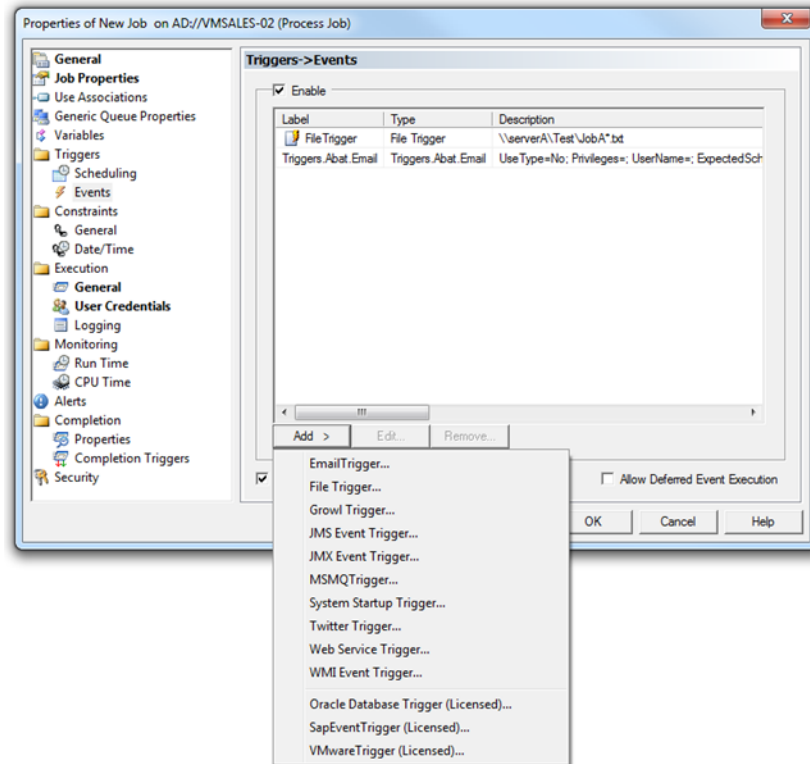 Properties of New Job on AD://VMSALES-02 (Process Job)
General
Job Properties
Use Associations
Generic Queue Properties
Variables
Triggers
Scheduling
Events
Constraints
General
Date/Time
Execution
General
User Credentials
Logging
Monitoring
Run Time
CPU Time
Alerts
Completion
Properties
Completion Triggers
Security
Triggers->Events
Enable
Label Type Description
File Trigger File Trigger \\serverA\Test\JobA*.txt
Triggers.Abat.Email Triggers.Abat.Email UseType=No; Privileges=; UserName=; ExpectedSch
Add > Edit... Remove...
Allow Deferred Event Execution
OK Cancel Help
EmailTrigger...
File Trigger...
Growl Trigger...
JMS Event Trigger...
JMX Event Trigger...
MSMQTrigger...
System Startup Trigger...
Twitter Trigger...
Web Service Trigger...
WMI Event Trigger...
Oracle Database Trigger (Licensed)...
SapEventTrigger (Licensed)...
VMwareTrigger (Licensed)...